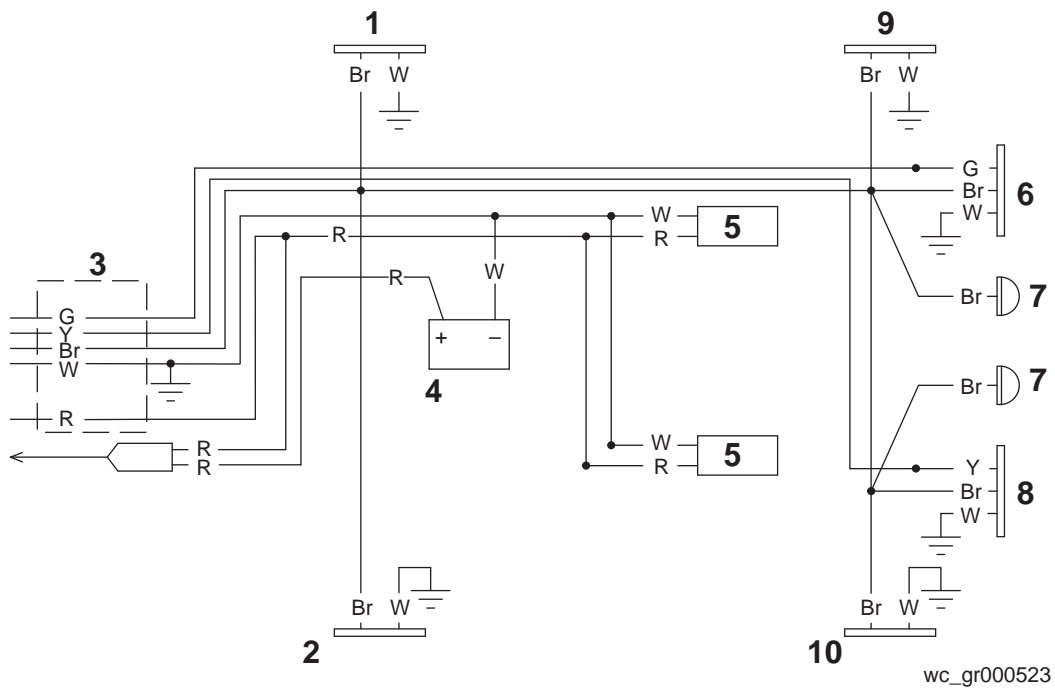 1 9
Br W Br W
G
Br 6
W
W
R R 5
3 R W
Br 7
G
Y
Br
W
+ −
4
Br 7
R
R
R
W
R 5
Y
Br 8
W
Br W Br W
2 10
wc_gr000523